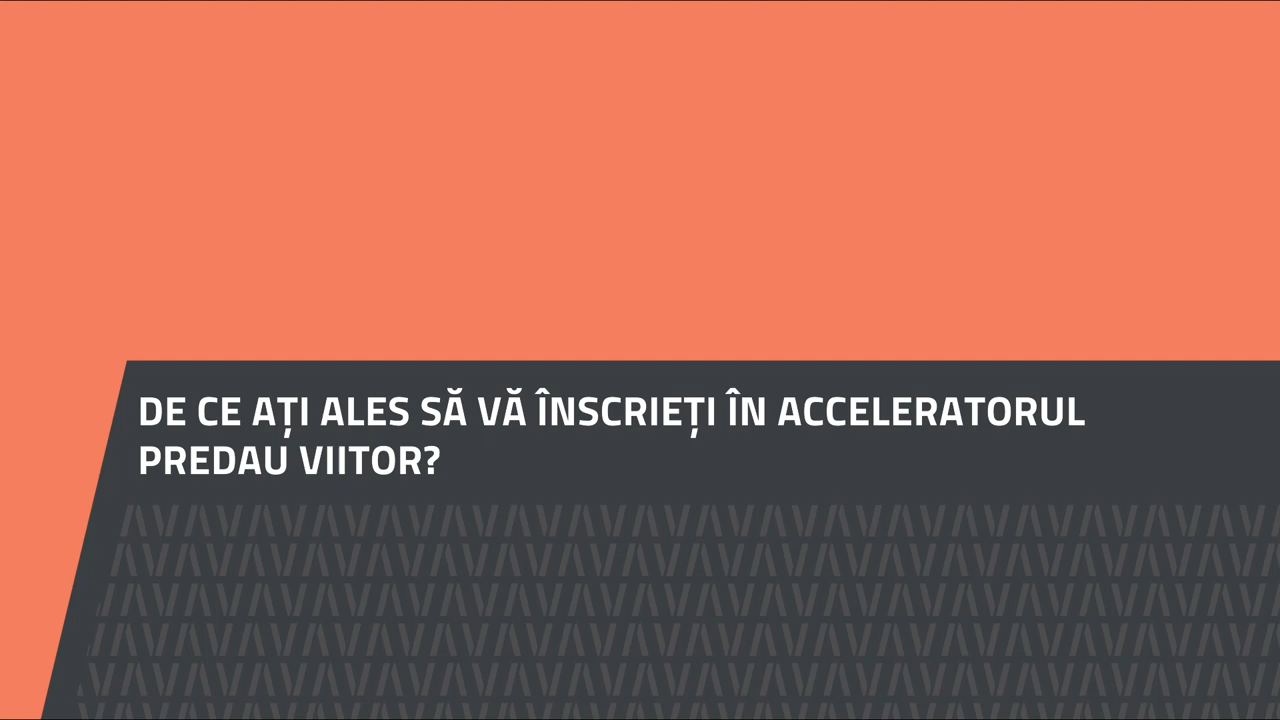 DE CE AȚI ALES SĂ VĂ ÎNSCRIEȚI ÎN ACCELERATORUL
PREDAU VIITOR?